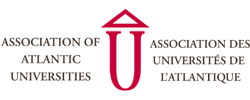 ASSOCIATION OF
ATLANTIC
UNIVERSITIES
ASSOCIATION DES
UNIVERSITÉS DE
L'ATLANTIQUE